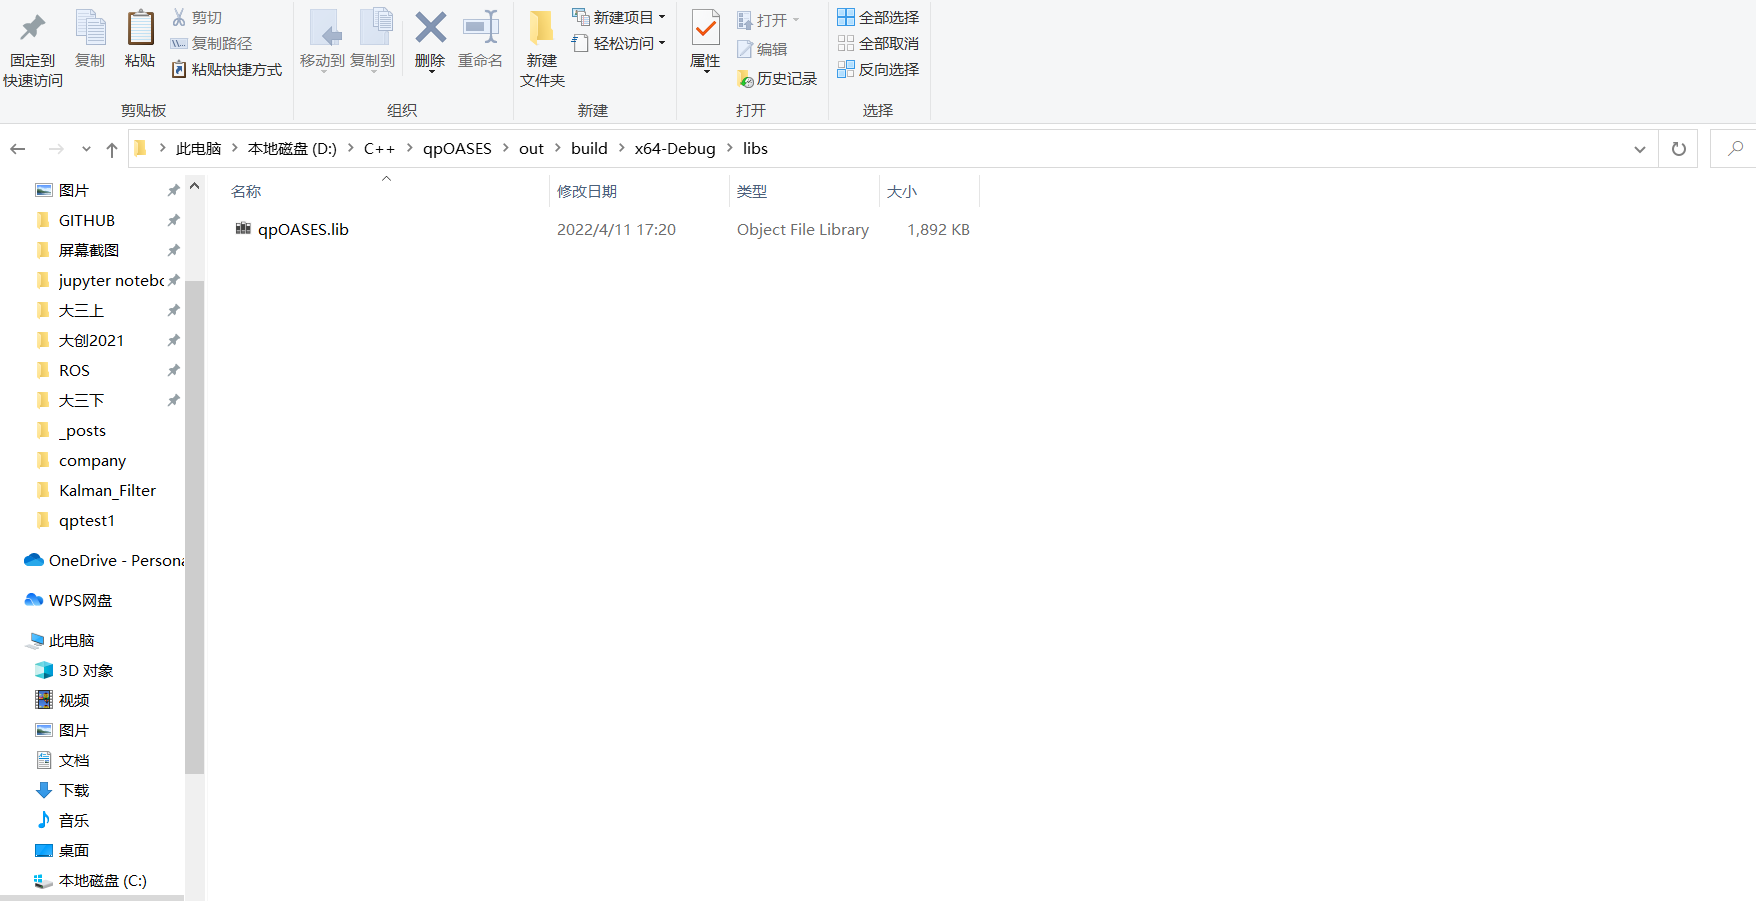 固定到
快速访问
复制
粘贴
剪切
复制路径
粘贴快捷方式
剪贴板
移动到
复制到
删除
重命名
组织
新建
文件夹
新建项目
轻松访问
新建
属性
打开
编辑
历史记录
打开
全部选择
全部取消
反向选择
选择
此电脑 本地磁盘 (D:) C++ qpOASES out build x64-Debug libs
图片
GITHUB
屏幕截图
jupyter notebo
大三上
大创2021
ROS
大三下
_posts
company
Kalman_Filter
qptest1
OneDrive - Persona
WPS网盘
此电脑
3D 对象
视频
图片
文档
下载
音乐
桌面
本地磁盘 (C:)
名称 修改日期 类型 大小
qpOASES.lib 2022/4/11 17:20 Object File Library 1,892 KB